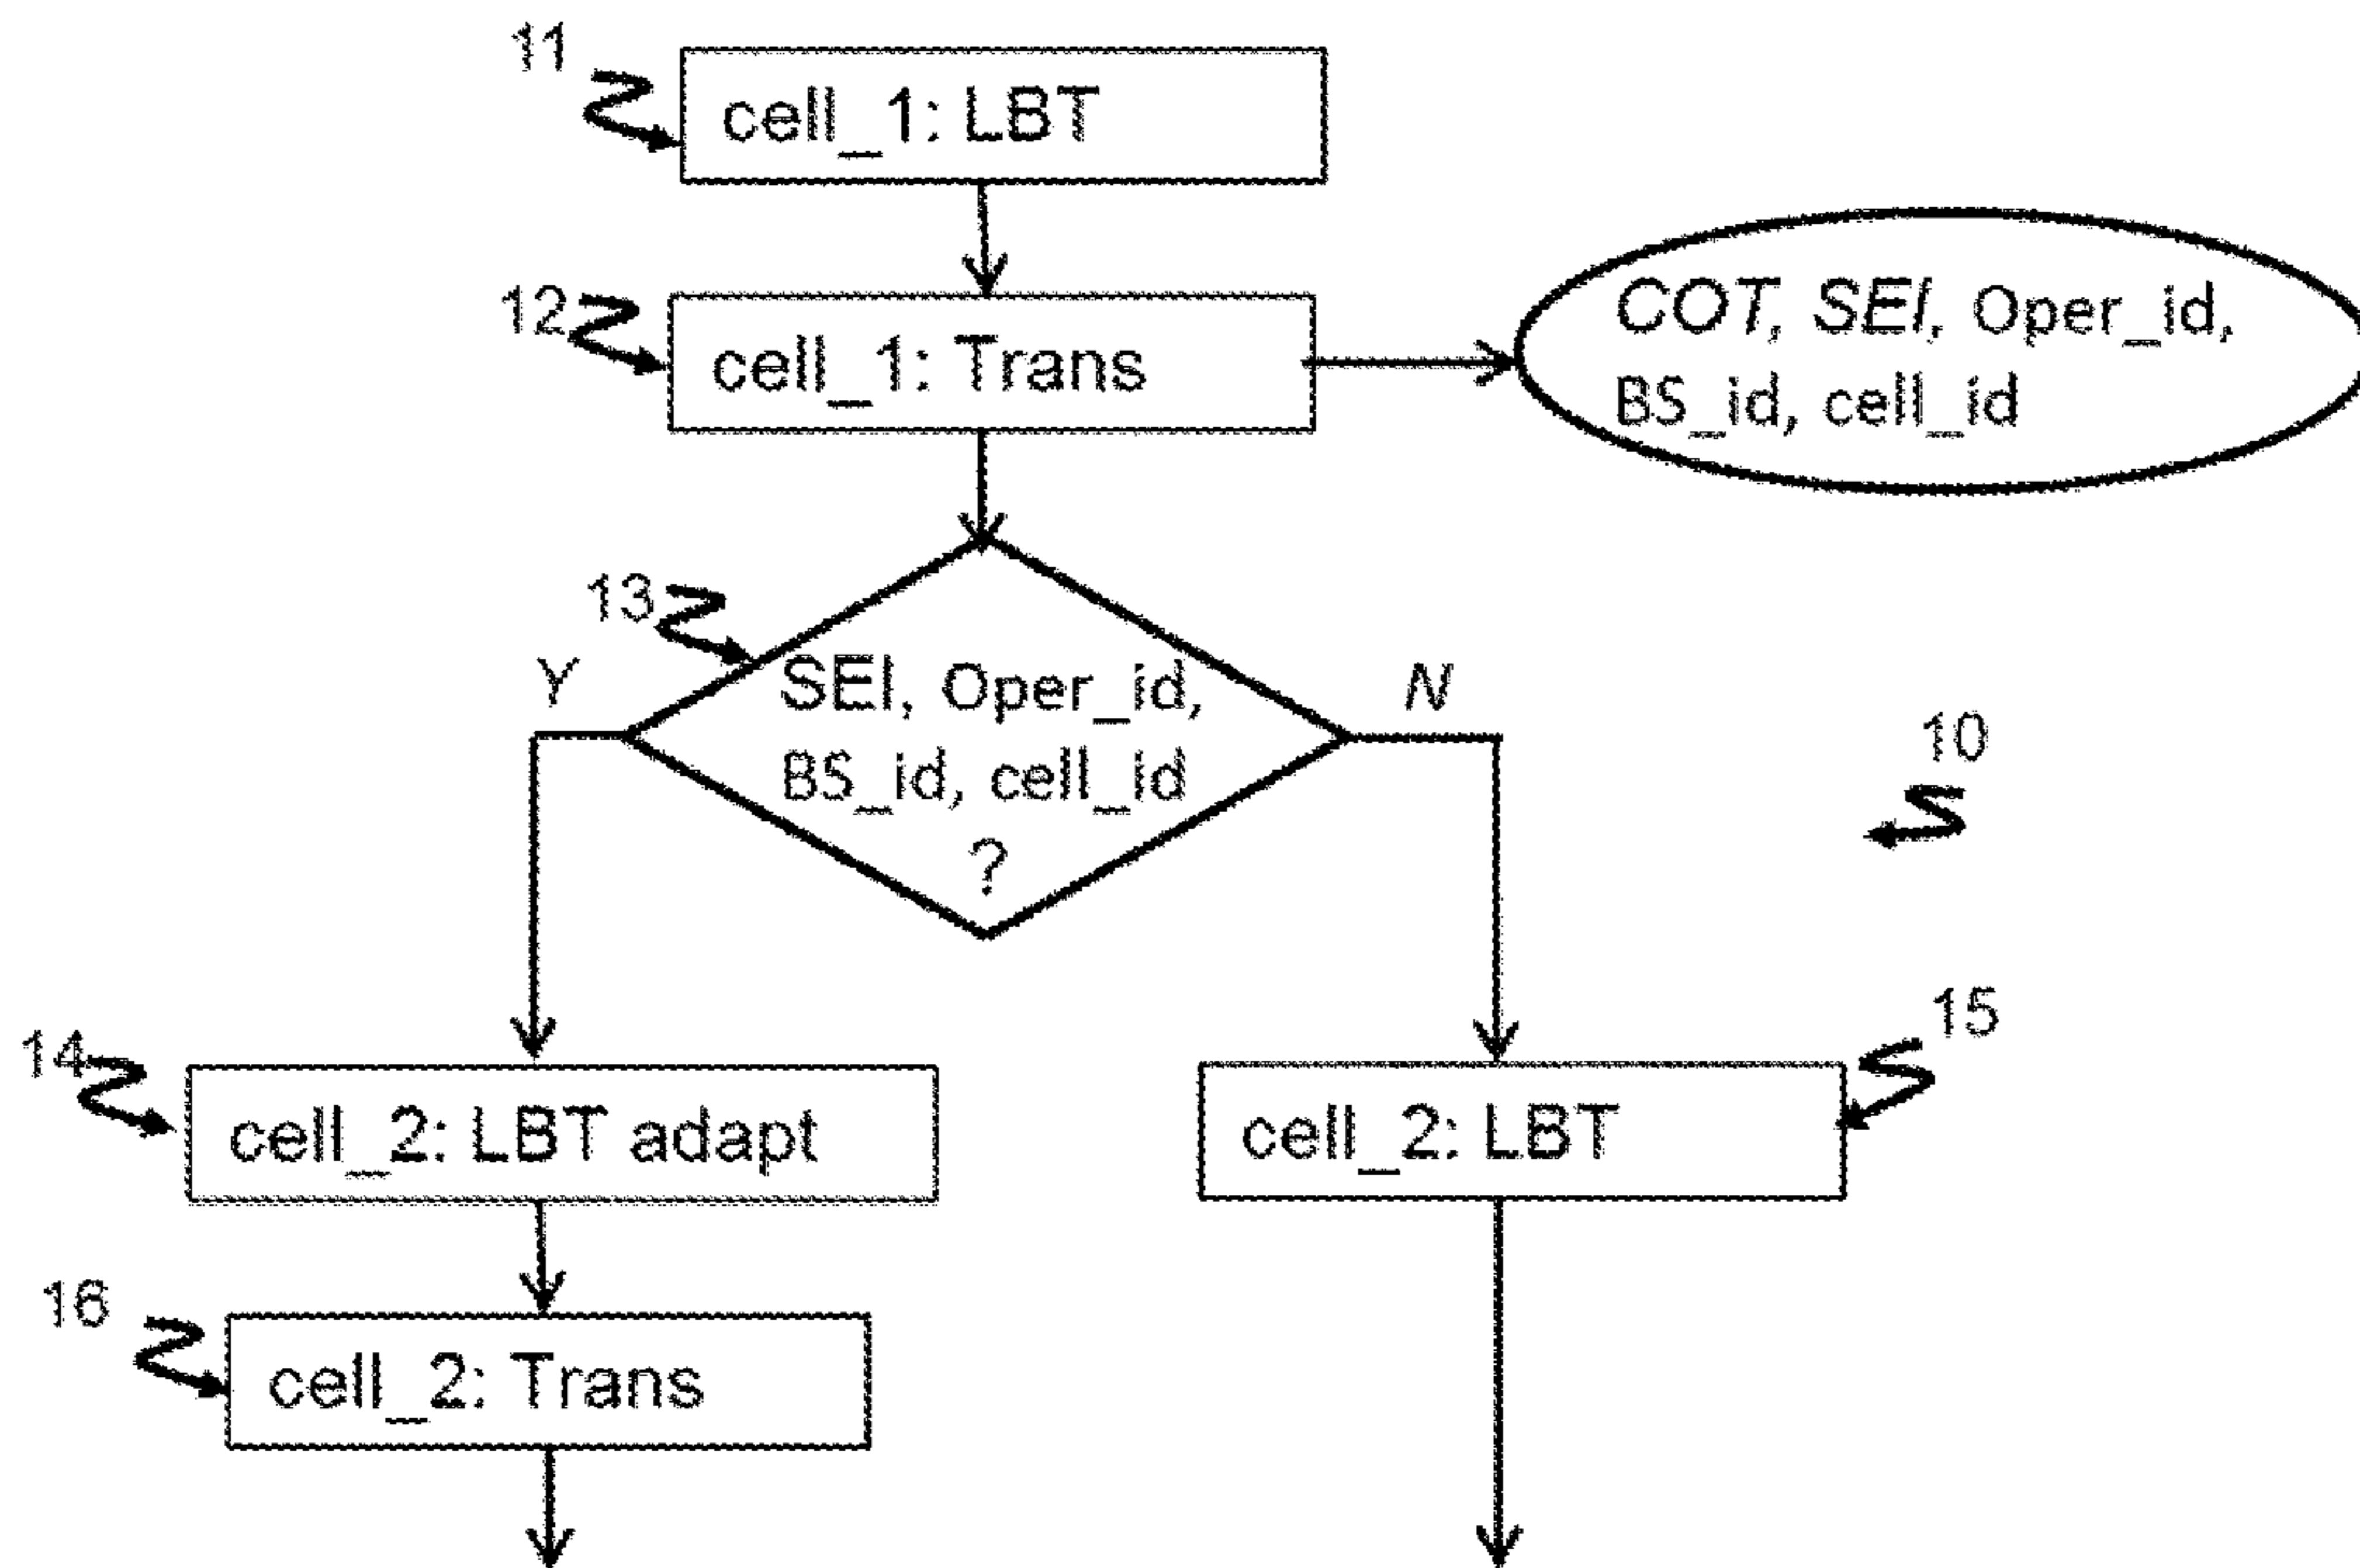 11
cell_1: LBT
12
cell_1: Trans
COT, SEI, Oper_id,
BS_id, cell_id
13
Y
SEI, Oper_id,
BS_id, cell_id
?
N
10
14
cell_2: LBT adapt
15
cell_2: LBT
16
cell_2: Trans